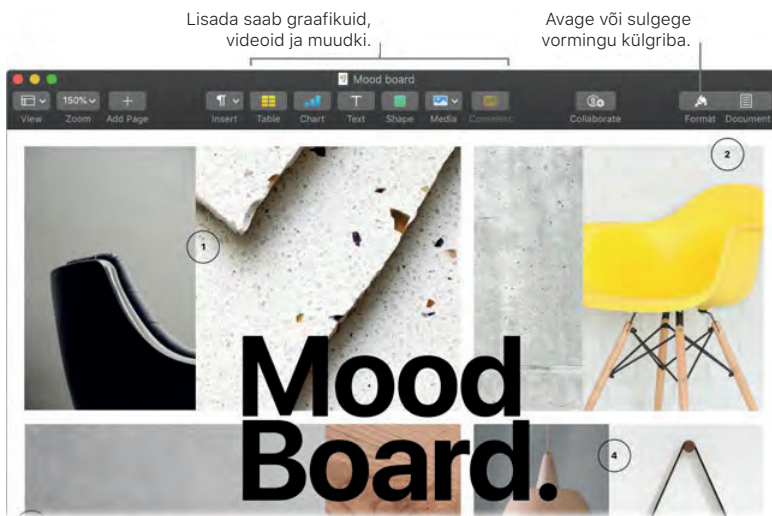 Lisada saab graafikuid,
videoid ja muudki.
Avage või sulgege
vormingu külgriba.
Mood board
150%
View Zoom Add Page Insert Table Chart Text Shape Media Comment Collaborate Format Document
1
2
Mood
Board.
4